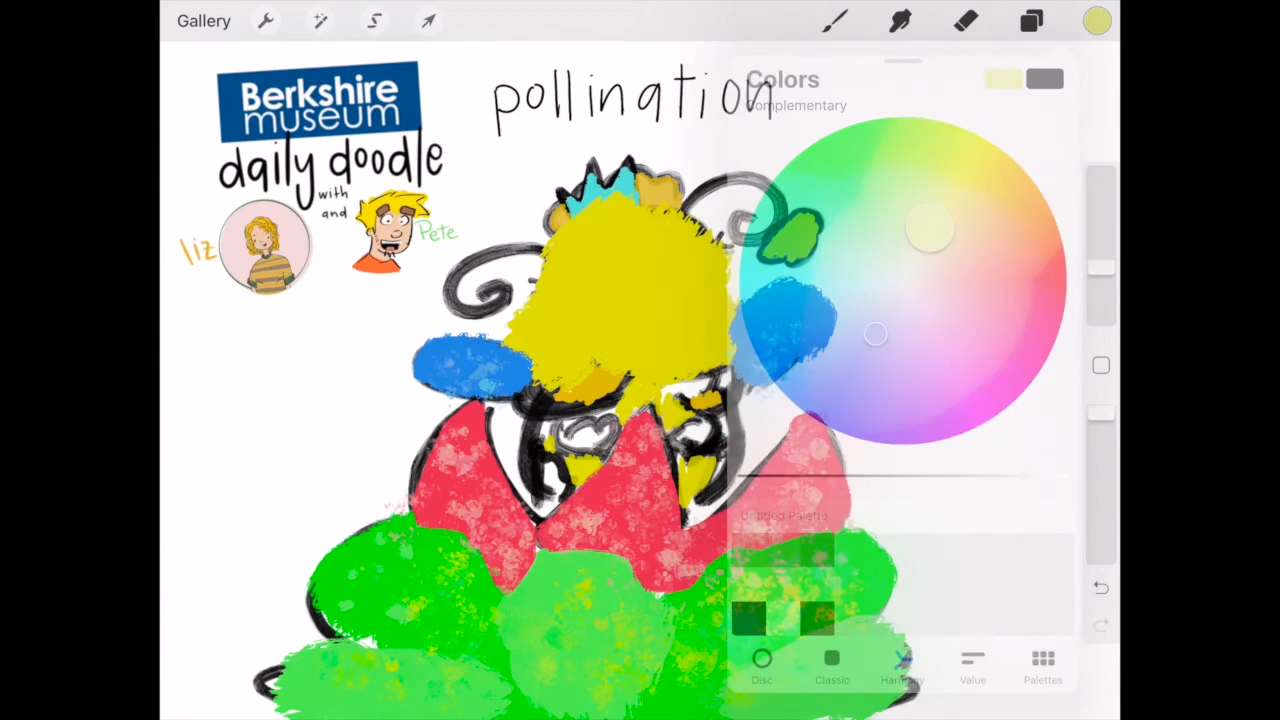 Gallery
Berkshire
museum
daily doodle
with
and
liz
Pete
pollination
Colors
Complementary
Untitled Palette
Disc
Classic
Harmony
Value
Palettes